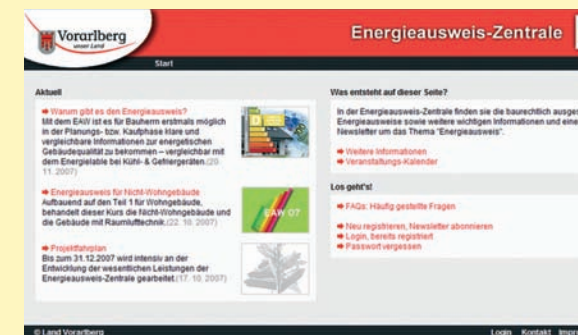 Vorarlberg
unser Land
Energieausweis-Zentrale
Start
Aktuell
➡ Warum gibt es den Energieausweis?
Mit dem EAW ist es für Bauherrn erstmals möglich
in der Planungs- bzw. Kaufphase klare und
vergleichbare Informationen zur energetischen
Gebäudequalität zu bekommen – vergleichbar mit
dem Energielable bei Kühl- & Gefriergeräten.(29.
11. 2007)
➡ Energieausweis für Nicht-Wohngebäude
Aufbauend auf den Teil 1 für Wohngebäude,
behandelt dieser Kurs die Nicht-Wohngebäude und
die Gebäude mit Raumlufttechnik.(22. 10. 2007)
EAW 07
➡ Projektfahrplan
Bis zum 31.12.2007 wird intensiv an der
Entwicklung der wesentlichen Leistungen der
Energieausweis-Zentrale gearbeitet.(17. 10. 2007)
Was entsteht auf dieser Seite?
In der Energieausweis-Zentrale finden sie die baurechtlich ausges
Energieausweise sowie weitere wichtigen Informationen und eine
Newsletter um das Thema "Energieausweis".
➡ Weitere Informationen
➡ Veranstaltungs-Kalender
Los geht's!
➡ FAQs: Häufig gestellte Fragen
➡ Neu registrieren, Newsletter abonnieren
➡ Login, bereits registriert
➡ Passwort vergessen
© Land Vorarlberg
Login Kontakt Impr